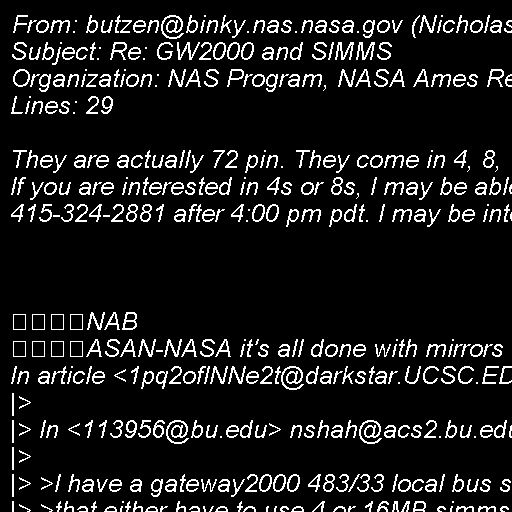 From: butzen@binky.nas.nasa.gov (Nicholas
Subject: Re: GW2000 and SIMMS
Organization: NAS Program, NASA Ames Re
Lines: 29
They are actually 72 pin. They come in 4, 8,
If you are interested in 4s or 8s, I may be able
415-324-2881 after 4:00 pm pdt. I may be int
□□□□NAB
□□□□ASAN-NASA it's all done with mirrors
In article <1pq2oflNNe2t@darkstar.UCSC.ED
|>
|> In <113956@bu.edu> nshah@acs2.bu.edu
|>
|> >I have a gateway2000 483/33 local bus s
|> >that either have to use 4 or 16MB simms